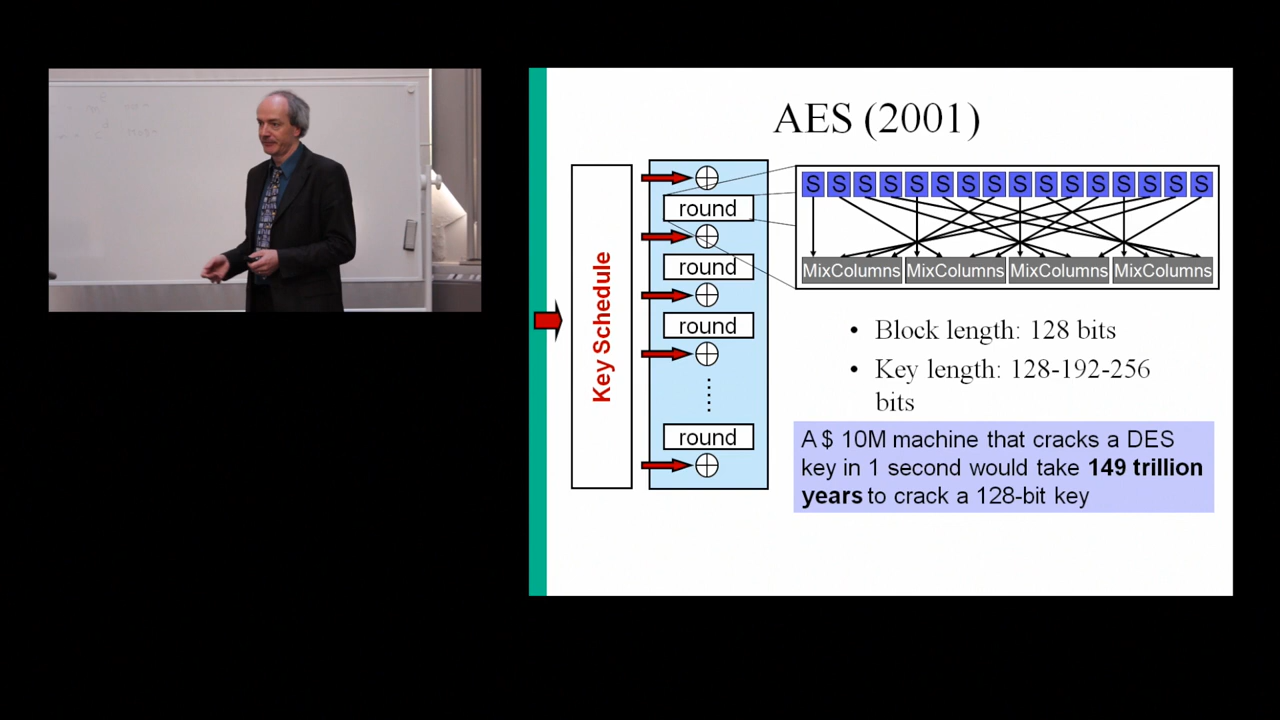 AES (2001)
Key Schedule
round
round
round
round
S S S S S S S S S S S S S S S S
MixColumns MixColumns MixColumns MixColumns
• Block length: 128 bits
• Key length: 128-192-256
bits
A $ 10M machine that cracks a DES
key in 1 second would take 149 trillion
years to crack a 128-bit key